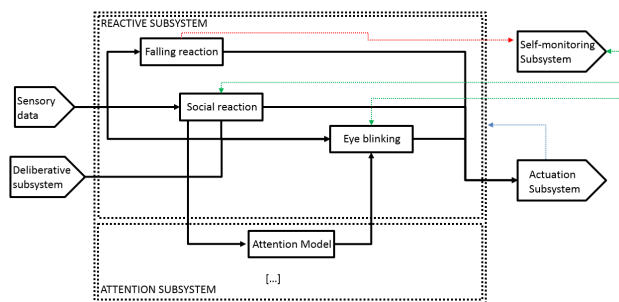 REACTIVE SUBSYSTEM
Falling reaction
Self-monitoring
Subsystem
Sensory
data
Social reaction
Eye blinking
Deliberative
subsystem
Actuation
Subsystem
Attention Model
[...]
ATTENTION SUBSYSTEM